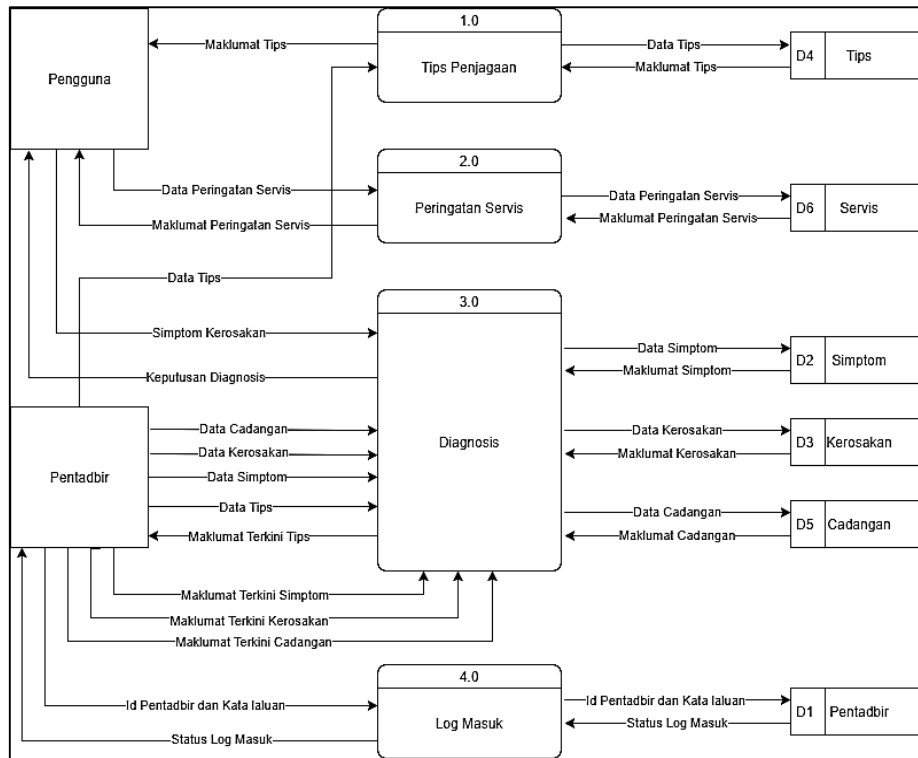 1.0
Maklumat Tips
Data Tips
D4
Tips
Tips Penjagaan
Maklumat Tips
Pengguna
2.0
Data Peringatan Servis
Data Peringatan Servis
D6
Servis
Peringatan Servis
Maklumat Peringatan Servis
Maklumat Peringatan Servis
Data Tips
3.0
Simptom Kerosakan
Data Simptom
D2
Simptom
Maklumat Simptom
Keputusan Diagnosis
Data Cadangan
Data Kerosakan
D3
Kerosakan
Diagnosis
Data Kerosakan
Maklumat Kerosakan
Pentadbir
Data Simptom
Data Tips
Data Cadangan
D5
Cadangan
Maklumat Terkini Tips
Maklumat Cadangan
Maklumat Terkini Simptom
Maklumat Terkini Kerosakan
Maklumat Terkini Cadangan
4.0
Id Pentadbir dan Kata laluan
Id Pentadbir dan Kata laluan
D1
Pentadbir
Log Masuk
Status Log Masuk
Status Log Masuk